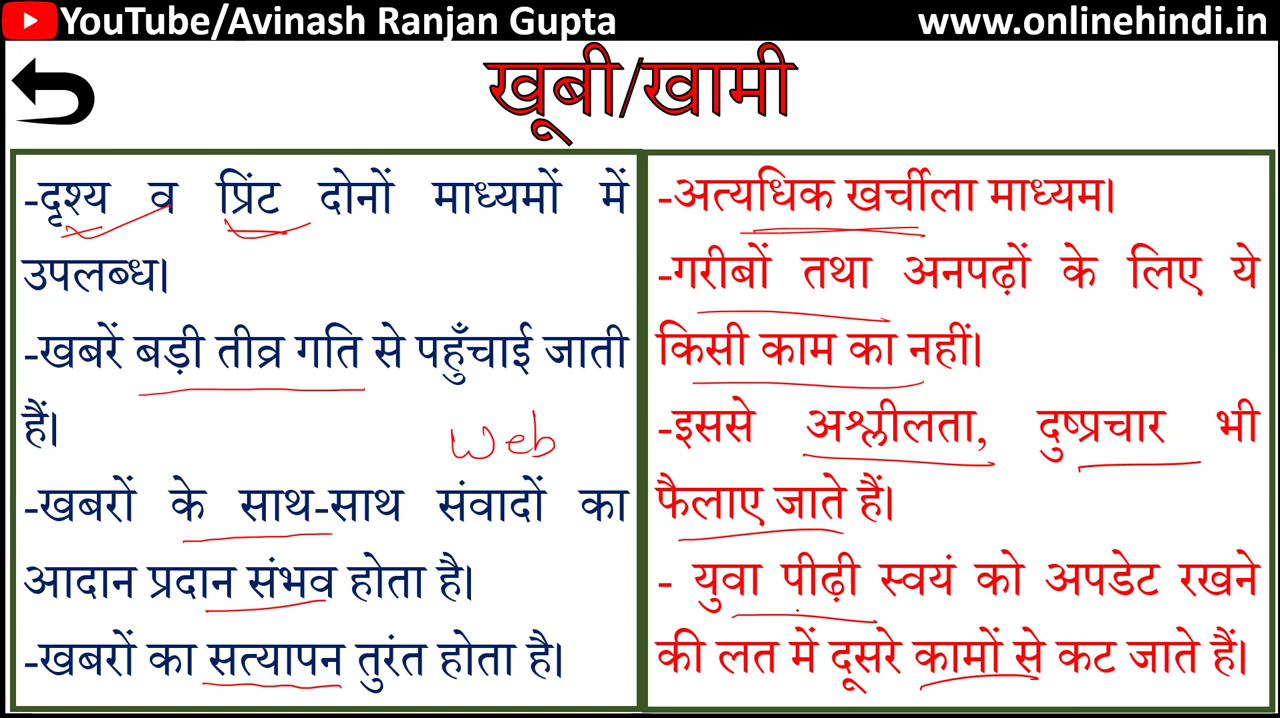 YouTube/Avinash Ranjan Gupta www.onlinehindi.in
खूबी/खामी
-दृश्य व प्रिंट दोनों माध्यमों में
उपलब्ध।
-खबरें बड़ी तीव्र गति से पहुँचाई जाती
हैं।
web
-खबरों के साथ-साथ संवादों का
आदान प्रदान संभव होता है।
-खबरों का सत्यापन तुरंत होता है।
-अत्यधिक खर्चीला माध्यम।
-गरीबों तथा अनपढ़ों के लिए ये
किसी काम का नहीं।
-इससे अश्लीलता, दुष्प्रचार भी
फैलाए जाते हैं।
- युवा पीढ़ी स्वयं को अपडेट रखने
की लत में दूसरे कामों से कट जाते हैं।